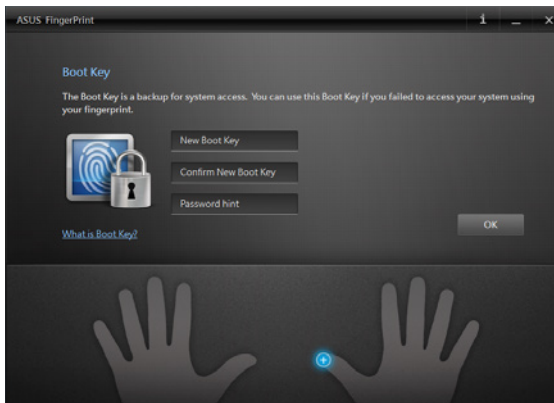 ASUS FingerPrint
Boot Key
The Boot Key is a backup for system access. You can use this Boot Key if you failed to access your system using
your fingerprint.
New Boot Key
Confirm New Boot Key
Password hint
OK
What is Boot Key?